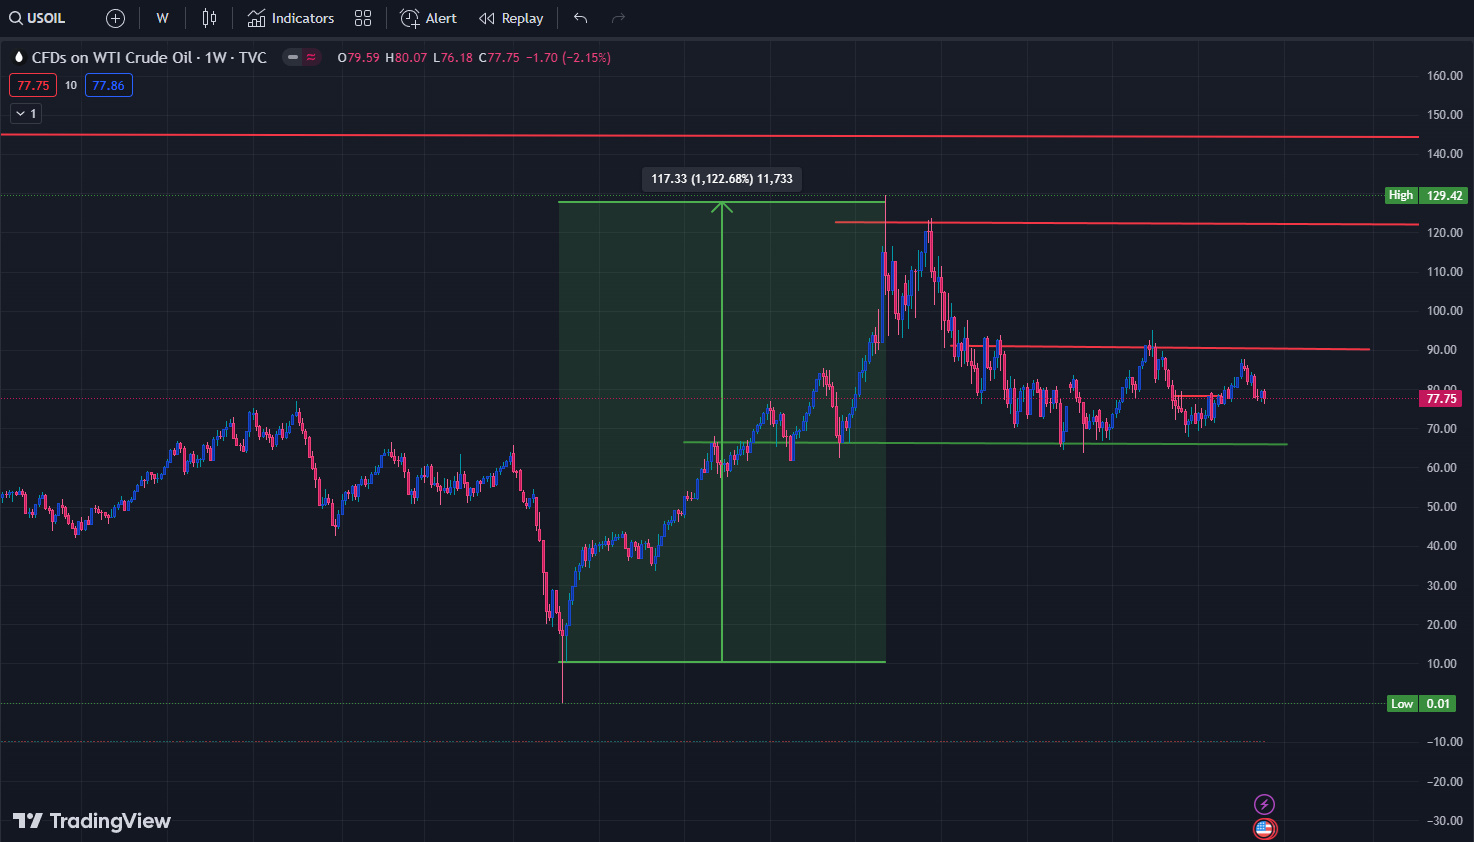 USOIL W Indicators Alert Replay
CFDs on WTI Crude Oil · 1W · TVC O79.59 H80.07 L76.18 C77.75 −1.70 (−2.15%)
77.75 10 77.86
1
160.00
150.00
140.00
117.33 (1,122.68%) 11,733
High 129.42
120.00
110.00
100.00
90.00
80.00
77.75
70.00
60.00
50.00
40.00
30.00
20.00
10.00
Low 0.01
−10.00
−20.00
TradingView
−30.00